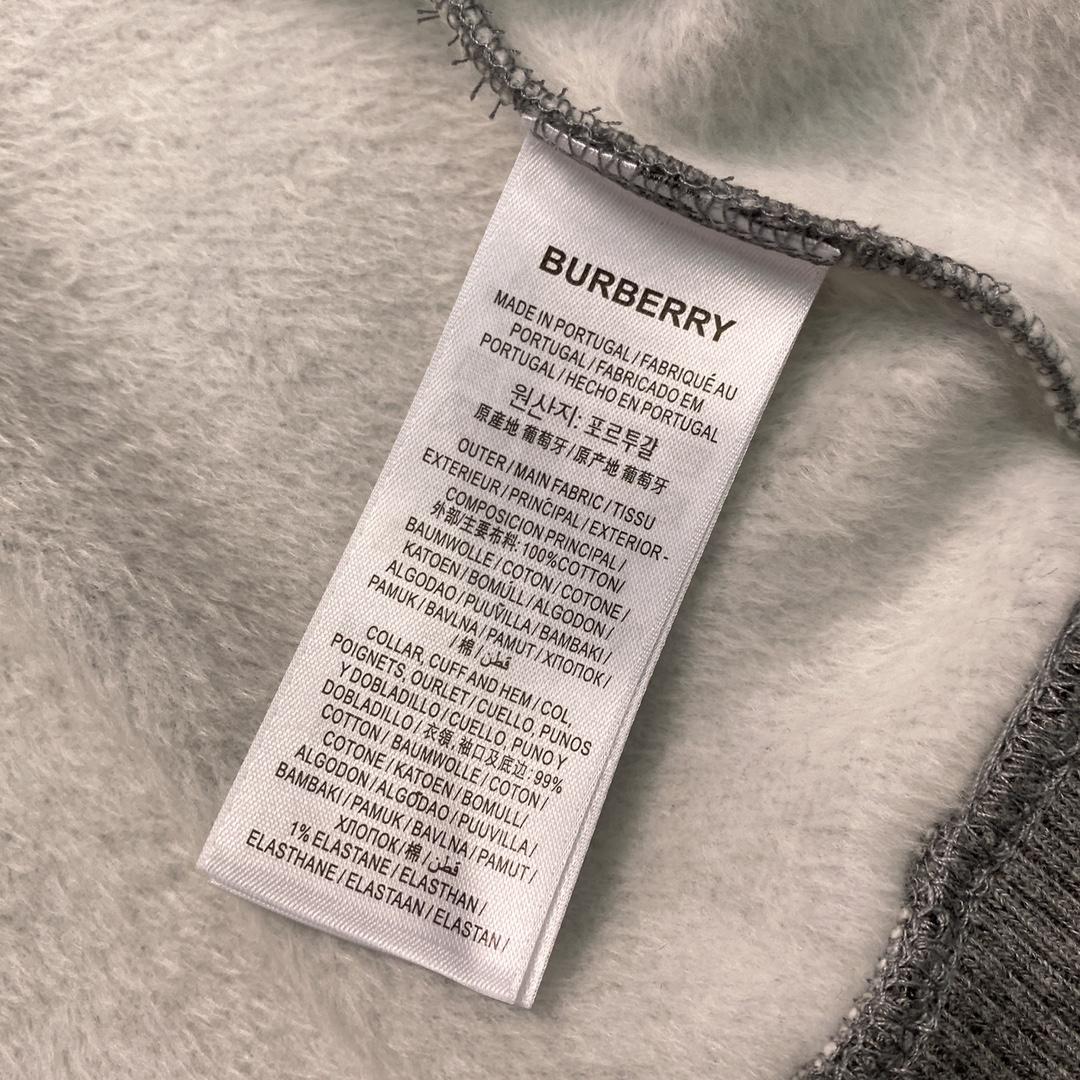 BURBERRY
MADE IN PORTUGAL / FABRIQUÉ AU
PORTUGAL / FABRICADO EM
PORTUGAL / HECHO EN PORTUGAL
원산지: 포르투갈
原產地 葡萄牙 / 原产地 葡萄牙
OUTER / MAIN FABRIC / TISSU
EXTERIEUR / PRINCIPAL / EXTERIOR -
COMPOSICION PRINCIPAL /
外部/主要布料: 100%COTTON/
BAUMWOLLE / COTON / COTONE /
KATOEN / BOMULL / ALGODON /
ALGODAO / PUUVILLA / BAMBAKI /
PAMUK / BAVLNA / PAMUT / ХЛОПОК /
/ 棉 / قطن /
COLLAR, CUFF AND HEM / COL,
POIGNETS, OURLET / CUELLO, PUNOS
Y DOBLADILLO / CUELLO, PUNO Y
DOBLADILLO / 衣領, 袖口及底边: 99%
COTTON / BAUMWOLLE / COTON /
COTONE / KATOEN / BOMULL/
ALGODON / ALGODAO / PUUVILLA /
BAMBAKI / PAMUK / BAVLNA / PAMUT /
ХЛОПОК / 棉 / قطن
1% ELASTANE / ELASTHAN /
ELASTHANE / ELASTAAN / ELASTAN /